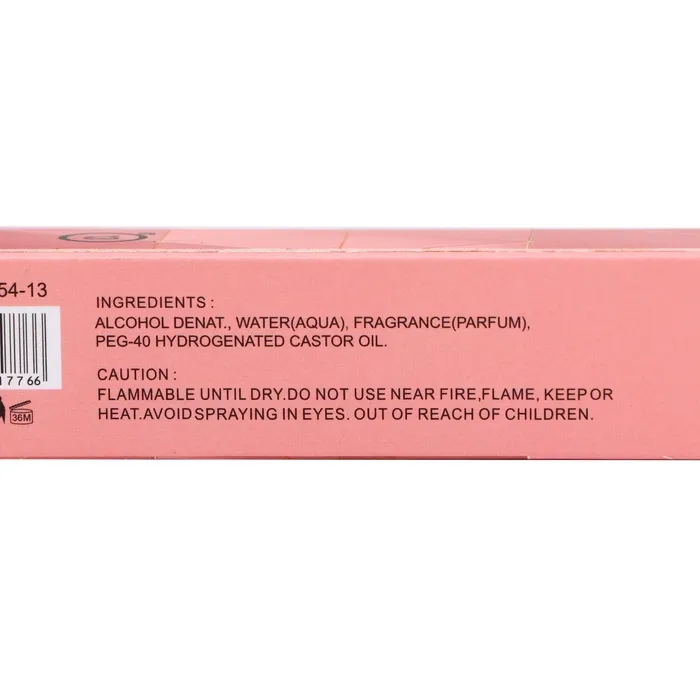 54-13
INGREDIENTS :
ALCOHOL DENAT., WATER(AQUA), FRAGRANCE(PARFUM),
PEG-40 HYDROGENATED CASTOR OIL.
7766
36M
CAUTION :
FLAMMABLE UNTIL DRY.DO NOT USE NEAR FIRE,FLAME, KEEP OR
HEAT.AVOID SPRAYING IN EYES. OUT OF REACH OF CHILDREN.